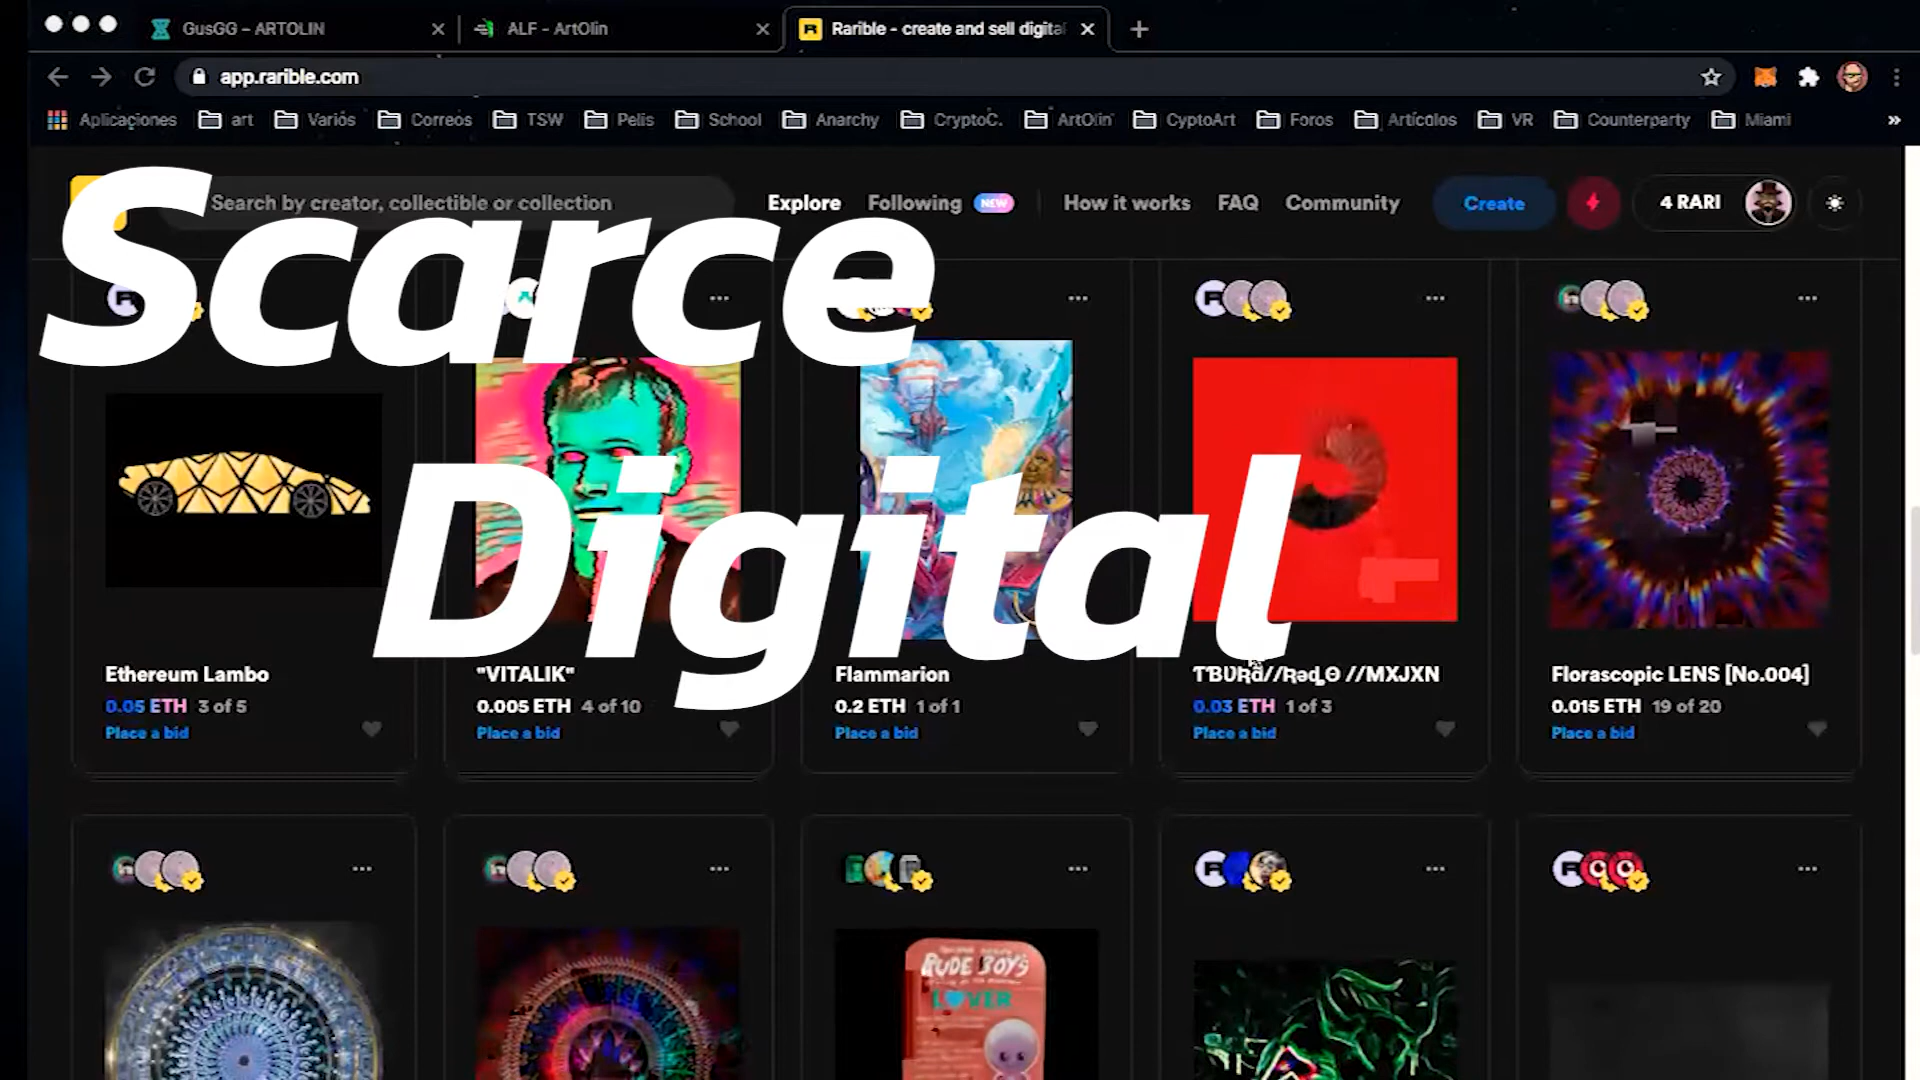 GusGG – ARTOLIN
ALF – ArtOlin
Rarible - create and sell digital
app.rarible.com
Aplicaciones
art
Varios
Correos
TSW
Pelis
School
Anarchy
CryptoC.
ArtOlin
CyptoArt
Foros
Artículos
VR
Counterparty
Miami
»
Search by creator, collectible or collection
Explore
Following NEW
How it works
FAQ
Community
Create
4 RARI
Scarce
Digital
Ethereum Lambo
0.05 ETH 3 of 5
Place a bid
"VITALIK"
0.005 ETH 4 of 10
Place a bid
Flammarion
0.2 ETH 1 of 1
Place a bid
//MXJXN
0.03 ETH 1 of 3
Place a bid
Florascopic LENS [No.004]
0.015 ETH 19 of 20
Place a bid
RUDE BOYS
LOVER